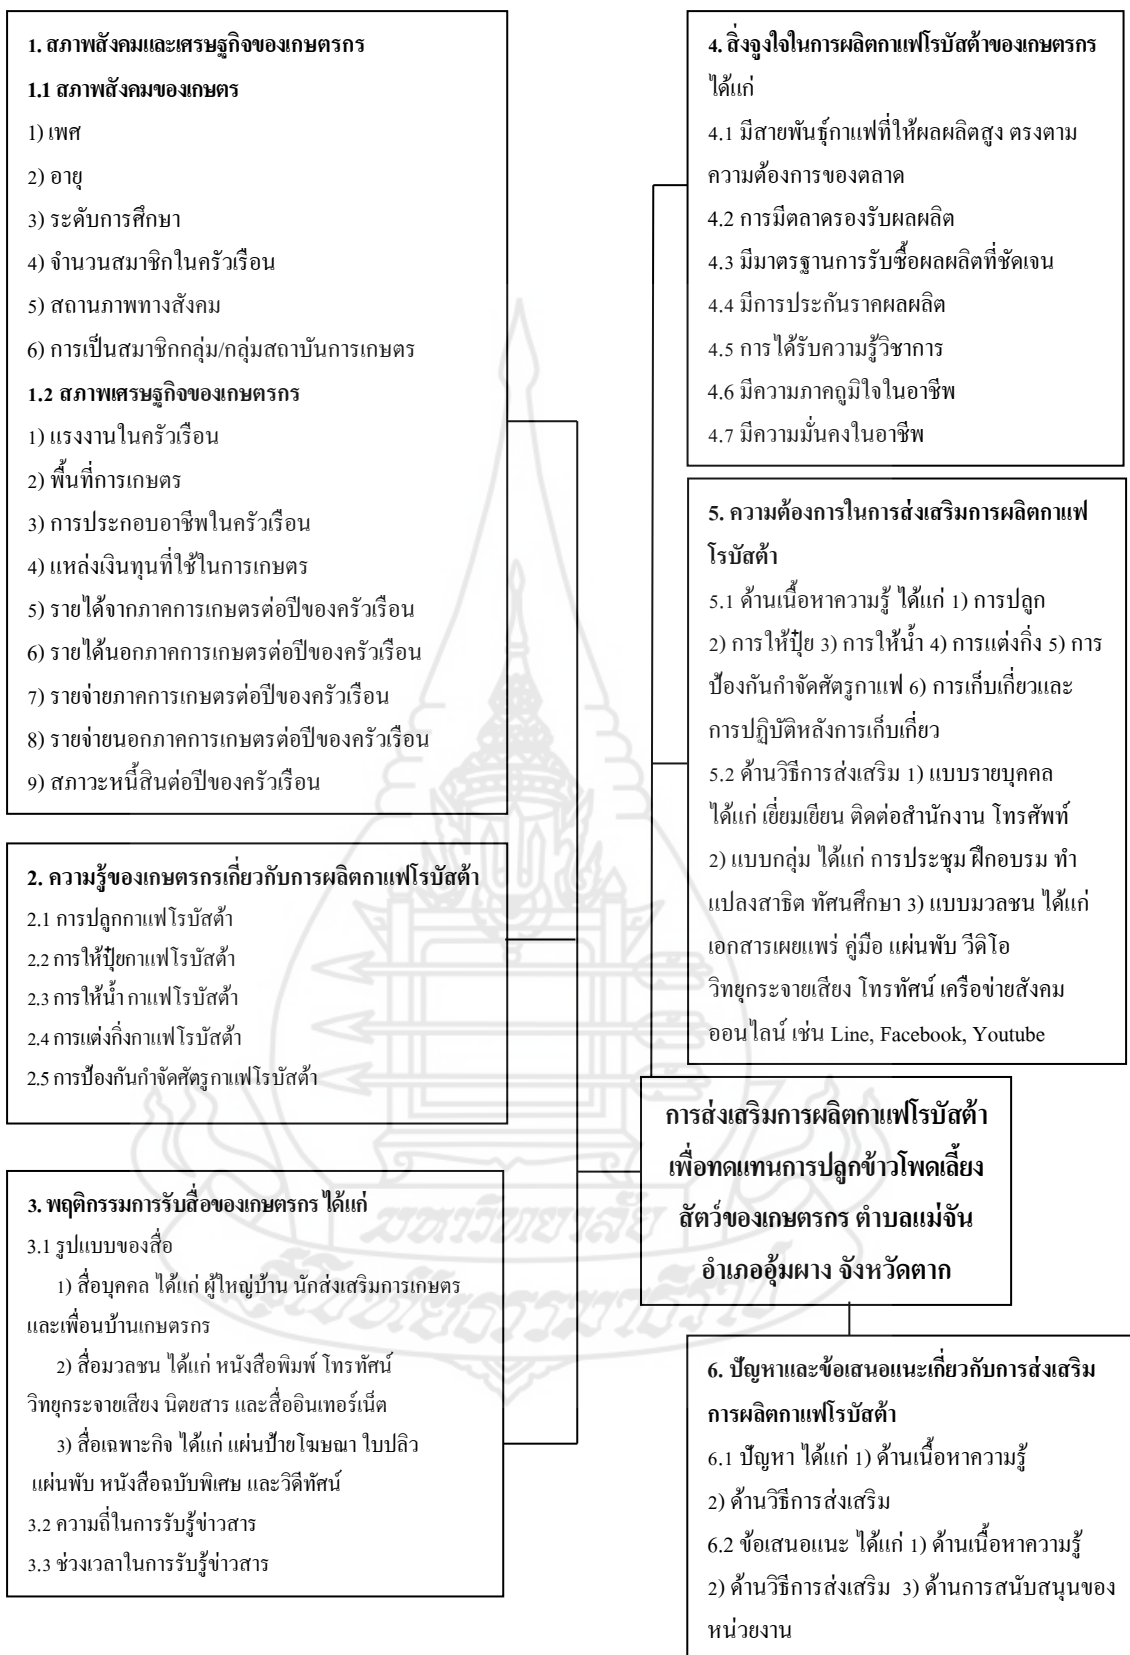 1. สภาพสังคมและเศรษฐกิจของเกษตรกร
1.1 สภาพสังคมของเกษตร
1) เพศ
2) อายุ
3) ระดับการศึกษา
4) จำนวนสมาชิกในครัวเรือน
5) สถานภาพทางสังคม
6) การเป็นสมาชิกกลุ่ม/กลุ่มสถาบันการเกษตร
1.2 สภาพเศรษฐกิจของเกษตรกร
1) แรงงานในครัวเรือน
2) พื้นที่การเกษตร
3) การประกอบอาชีพในครัวเรือน
4) แหล่งเงินทุนที่ใช้ในการเกษตร
5) รายได้จากภาคการเกษตรต่อปีของครัวเรือน
6) รายได้นอกภาคการเกษตรต่อปีของครัวเรือน
7) รายจ่ายภาคการเกษตรต่อปีของครัวเรือน
8) รายจ่ายนอกภาคการเกษตรต่อปีของครัวเรือน
9) สภาวะหนี้สินต่อปีของครัวเรือน
2. ความรู้ของเกษตรกรเกี่ยวกับการผลิตกาแฟโรบัสต้า
2.1 การปลูกกาแฟโรบัสต้า
2.2 การให้ปุ๋ยกาแฟโรบัสต้า
2.3 การให้น้ำ กาแฟโรบัสต้า
2.4 การแต่งกิ่งกาแฟโรบัสต้า
2.5 การป้องกันกำจัดศัตรูกาแฟโรบัสต้า
3. พฤติกรรมการรับสื่อของเกษตรกร ได้แก่
3.1 รูปแบบของสื่อ
1) สื่อบุคคล ได้แก่ ผู้ใหญ่บ้าน นักส่งเสริมการเกษตร
และเพื่อนบ้านเกษตรกร
2) สื่อมวลชน ได้แก่ หนังสือพิมพ์ โทรทัศน์
วิทยุกระจายเสียง นิตยสาร และสื่ออินเทอร์เน็ต
3) สื่อเฉพาะกิจ ได้แก่ แผ่นป้ายโฆษณา ใบปลิว
แผ่นพับ หนังสือฉบับพิเศษ และวิดีทัศน์
3.2 ความถี่ในการรับรู้ข่าวสาร
3.3 ช่วงเวลาในการรับรู้ข่าวสาร
4. สิ่งจูงใจในการผลิตกาแฟโรบัสต้าของเกษตรกร
ได้แก่
4.1 มีสายพันธุ์กาแฟที่ให้ผลผลิตสูง ตรงตาม
ความต้องการของตลาด
4.2 การมีตลาดรองรับผลผลิต
4.3 มีมาตรฐานการรับซื้อผลผลิตที่ชัดเจน
4.4 มีการประกันราคผลผลิต
4.5 การได้รับความรู้วิชาการ
4.6 มีความภาคภูมิใจในอาชีพ
4.7 มีความมั่นคงในอาชีพ
5. ความต้องการในการส่งเสริมการผลิตกาแฟ
โรบัสต้า
5.1 ด้านเนื้อหาความรู้ ได้แก่ 1) การปลูก
2) การให้ปุ๋ย 3) การให้น้ำ 4) การแต่งกิ่ง 5) การ
ป้องกันกำจัดศัตรูกาแฟ 6) การเก็บเกี่ยวและ
การปฏิบัติหลังการเก็บเกี่ยว
5.2 ด้านวิธีการส่งเสริม 1) แบบรายบุคคล
ได้แก่ เยี่ยมเยียน ติดต่อสำนักงาน โทรศัพท์
2) แบบกลุ่ม ได้แก่ การประชุม ฝึกอบรม ทำ
แปลงสาธิต ทัศนศึกษา 3) แบบมวลชน ได้แก่
เอกสารเผยแพร่ คู่มือ แผ่นพับ วีดิโอ
วิทยุกระจายเสียง โทรทัศน์ เครือข่ายสังคม
ออนไลน์ เช่น Line, Facebook, Youtube
การส่งเสริมการผลิตกาแฟโรบัสต้า
เพื่อทดแทนการปลูกข้าวโพดเลี้ยง
สัตว์ของเกษตรกร ตำบลแม่จัน
อำเภออุ้มผาง จังหวัดตาก
6. ปัญหาและข้อเสนอแนะเกี่ยวกับการส่งเสริม
การผลิตกาแฟโรบัสต้า
6.1 ปัญหา ได้แก่ 1) ด้านเนื้อหาความรู้
2) ด้านวิธีการส่งเสริม
6.2 ข้อเสนอแนะ ได้แก่ 1) ด้านเนื้อหาความรู้
2) ด้านวิธีการส่งเสริม 3) ด้านการสนับสนุนของ
หน่วยงาน
มหาวิทยาลัย
สุโขทัยธรรมาธิราช